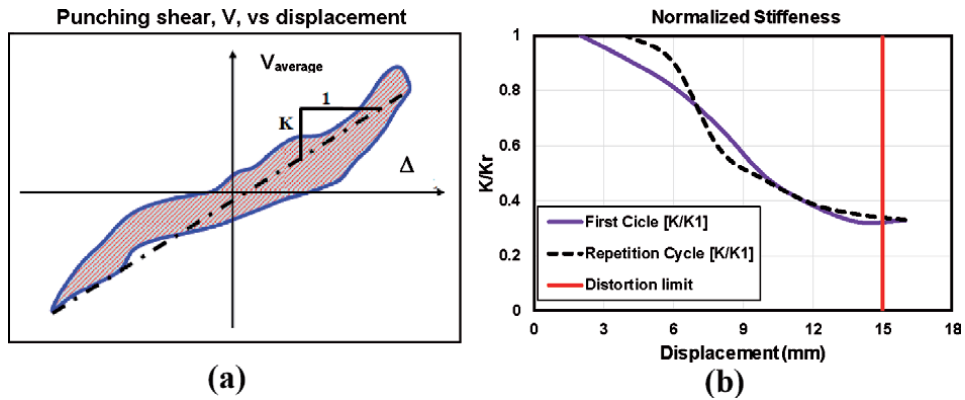 Punching shear, V, vs displacement
Vaverage
1
K
Δ
(a)
Normalized Stiffeness
K/Kr
1
0.8
0.6
0.4
0.2
0
First Cicle [K/K1]
Repetition Cycle [K/K1]
Distortion limit
0 3 6 9 12 15 18
Displacement (mm)
(b)